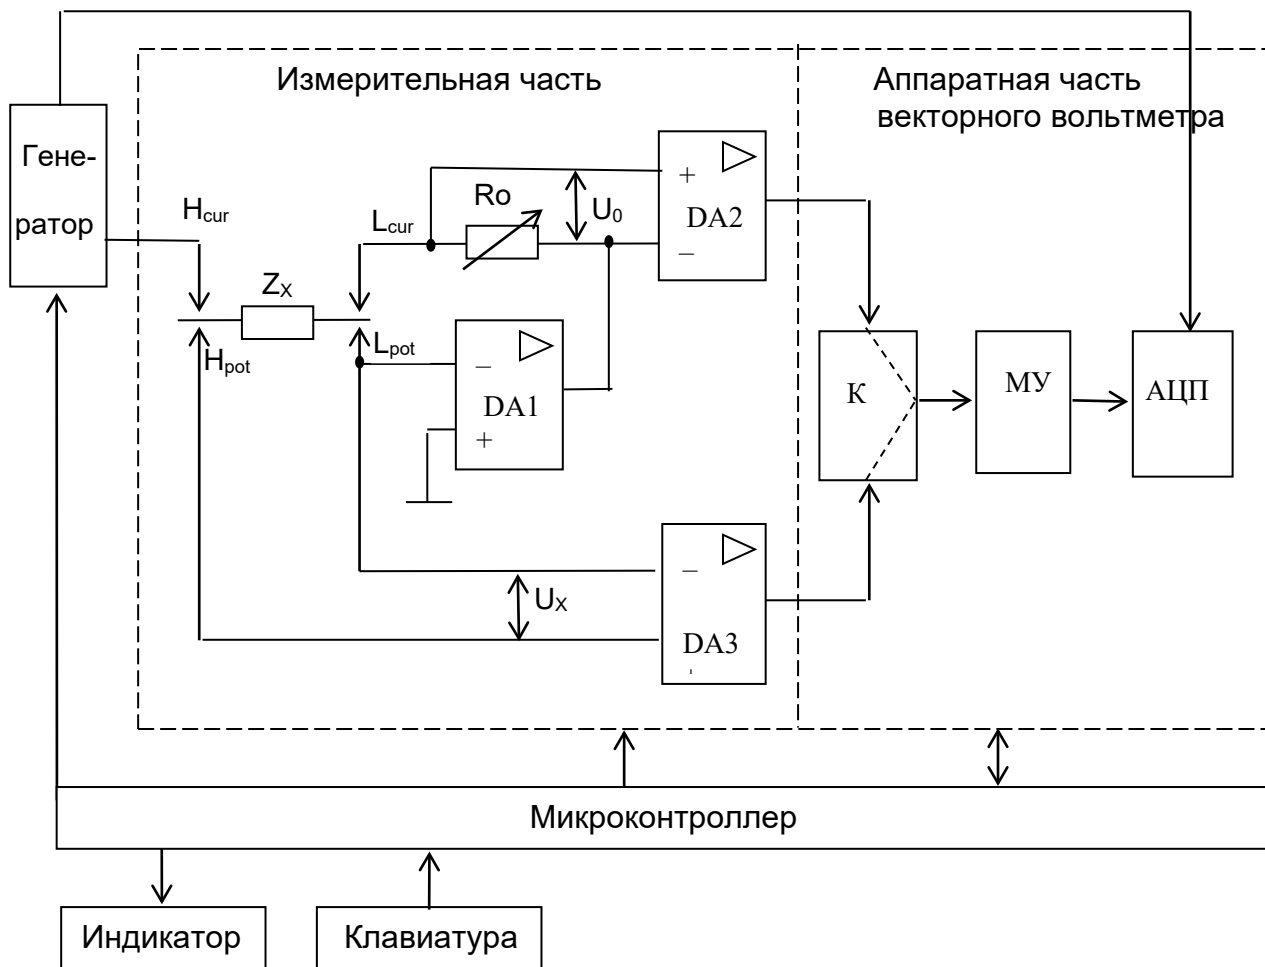 Измерительная часть
Аппаратная часть
векторного вольтметра
Гене-
ратор
Hcur
Lcur
Ro
U0
+
DA2
−
ZX
Hpot
Lpot
−
DA1
+
К
МУ
АЦП
−
UX
DA3
+
Микроконтроллер
Индикатор
Клавиатура